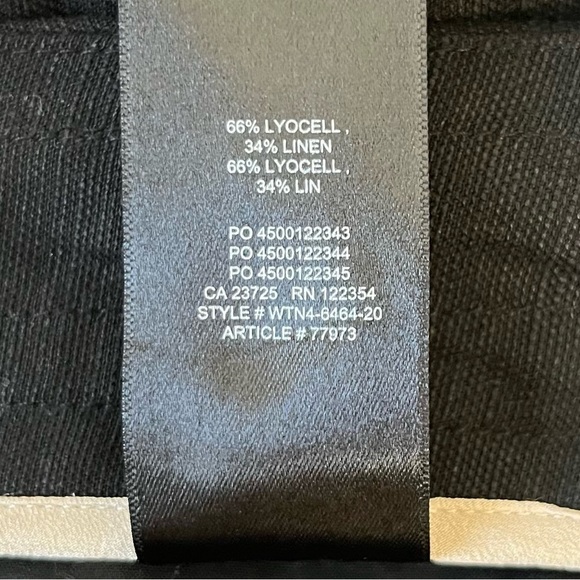 66% LYOCELL ,
34% LINEN
66% LYOCELL ,
34% LIN
PO 4500122343
PO 4500122344
PO 4500122345
CA 23725 RN 122354
STYLE # WTN4-6464-20
ARTICLE # 77973